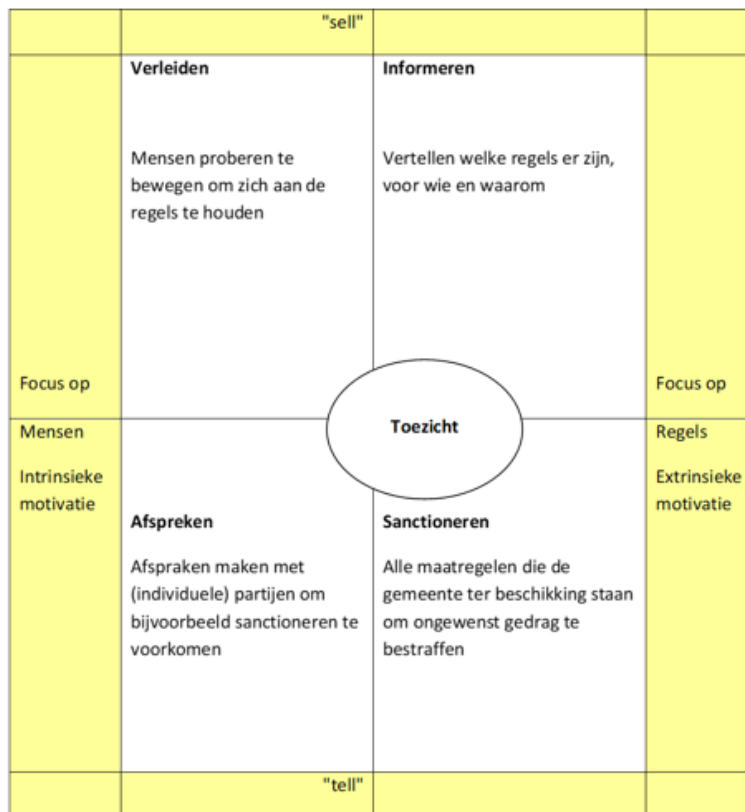 "sell"
Verleiden
Mensen proberen te
bewegen om zich aan de
regels te houden
Informeren
Vertellen welke regels er zijn,
voor wie en waarom
Focus op
Mensen
Intrinsieke
motivatie
Toezicht
Focus op
Regels
Extrinsieke
motivatie
Afspreken
Afspraken maken met
(individuele) partijen om
bijvoorbeeld sanctioneren te
voorkomen
Sanctioneren
Alle maatregelen die de
gemeente ter beschikking staan
om ongewenst gedrag te
bestraffen
"tell"